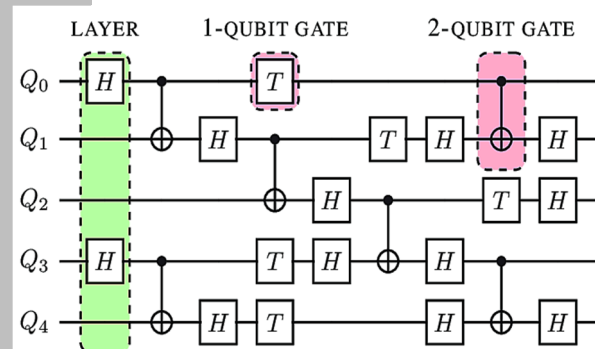 LAYER 1-QUBIT GATE 2-QUBIT GATE
Q0 H T
Q1 H T H H
Q2 H T H
Q3 H T H H
Q4 H T H H